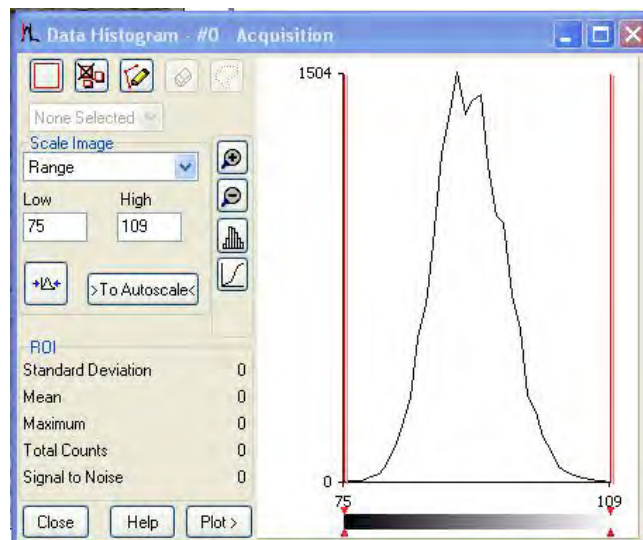 Data Histogram - #0 Acquisition
None Selected
Scale Image
Range
Low High
75 109
>To Autoscale<
ROI
Standard Deviation 0
Mean 0
Maximum 0
Total Counts 0
Signal to Noise 0
Close Help Plot >
1504
0
75 109